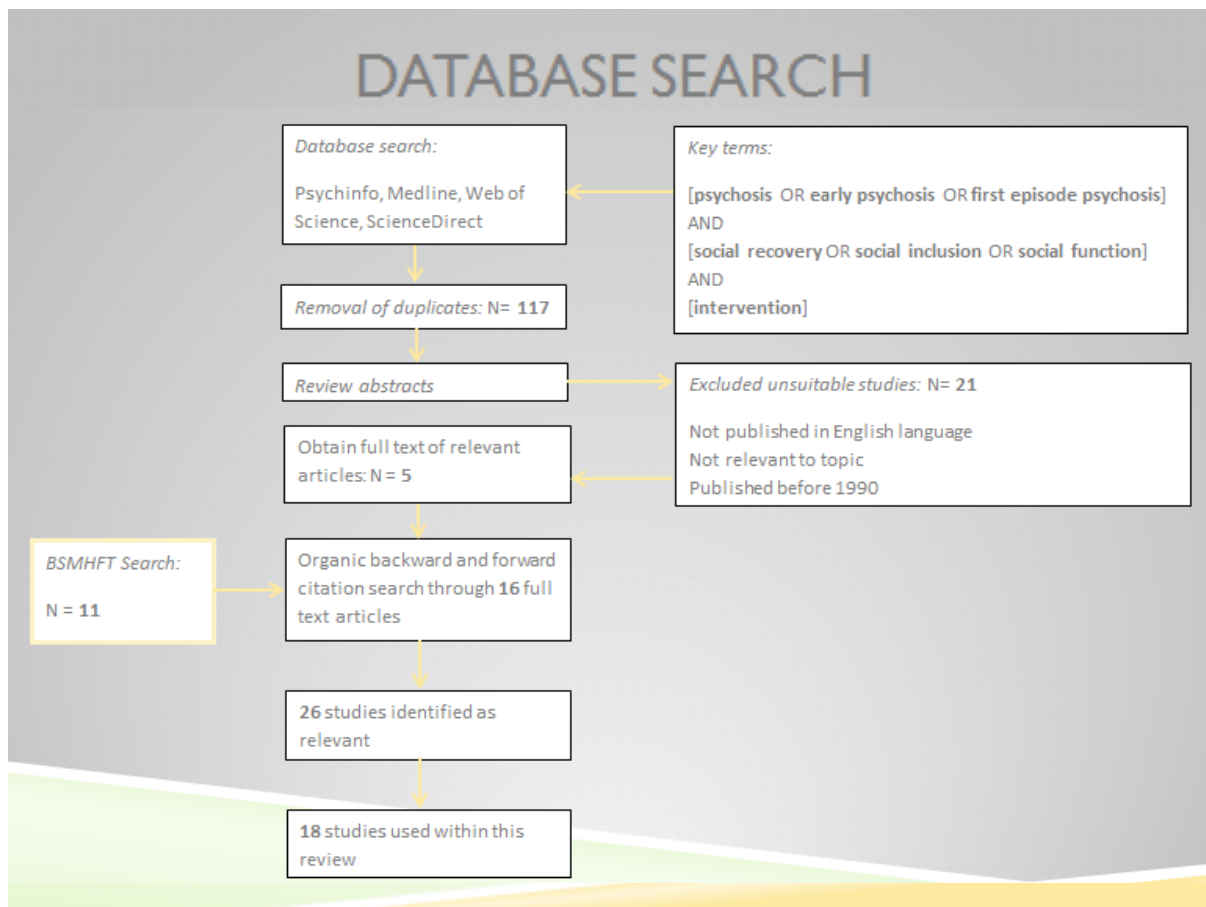 DATABASE SEARCH
Database search:
Psychinfo, Medline, Web of
Science, ScienceDirect
Key terms:
[psychosis OR early psychosis OR first episode psychosis]
AND
[social recovery OR social inclusion OR social function]
AND
[intervention]
Removal of duplicates: N= 117
Review abstracts
Excluded unsuitable studies: N= 21
Not published in English language
Not relevant to topic
Published before 1990
Obtain full text of relevant
articles: N = 5
BSMHFT Search:
N = 11
Organic backward and forward
citation search through 16 full
text articles
26 studies identified as
relevant
18 studies used within this
review